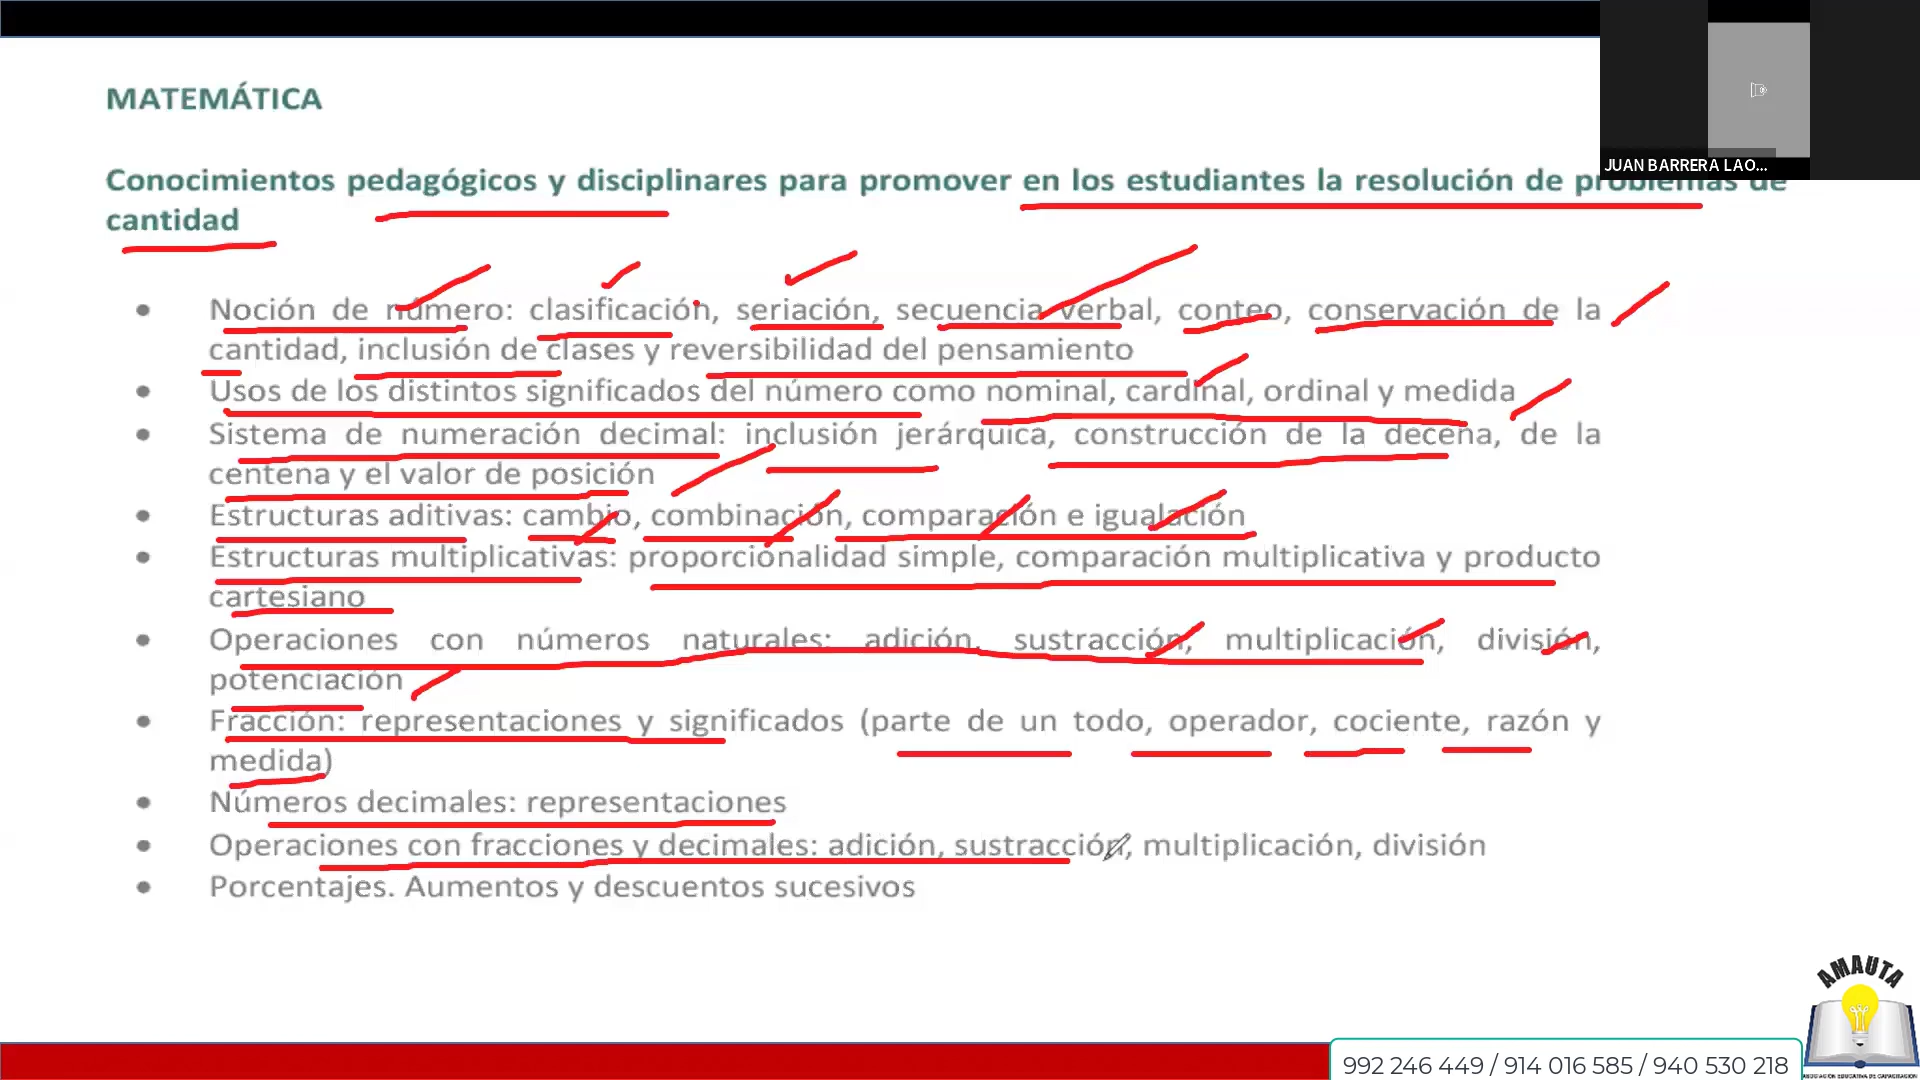 MATEMÁTICA
JUAN BARRERA LAO...
Conocimientos pedagógicos y disciplinares para promover en los estudiantes la resolución de problemas de
cantidad
• Noción de número: clasificación, seriación, secuencia verbal, conteo, conservación de la
cantidad, inclusión de clases y reversibilidad del pensamiento
• Usos de los distintos significados del número como nominal, cardinal, ordinal y medida
• Sistema de numeración decimal: inclusión jerárquica, construcción de la decena, de la
centena y el valor de posición
• Estructuras aditivas: cambio, combinación, comparación e igualación
• Estructuras multiplicativas: proporcionalidad simple, comparación multiplicativa y producto
cartesiano
• Operaciones con números naturales: adición, sustracción, multiplicación, división,
potenciación
• Fracción: representaciones y significados (parte de un todo, operador, cociente, razón y
medida)
• Números decimales: representaciones
• Operaciones con fracciones y decimales: adición, sustracción, multiplicación, división
• Porcentajes. Aumentos y descuentos sucesivos
AMAUTA
ASOCIACIÓN EDUCATIVA DE CAPACITACIÓN
992 246 449 / 914 016 585 / 940 530 218